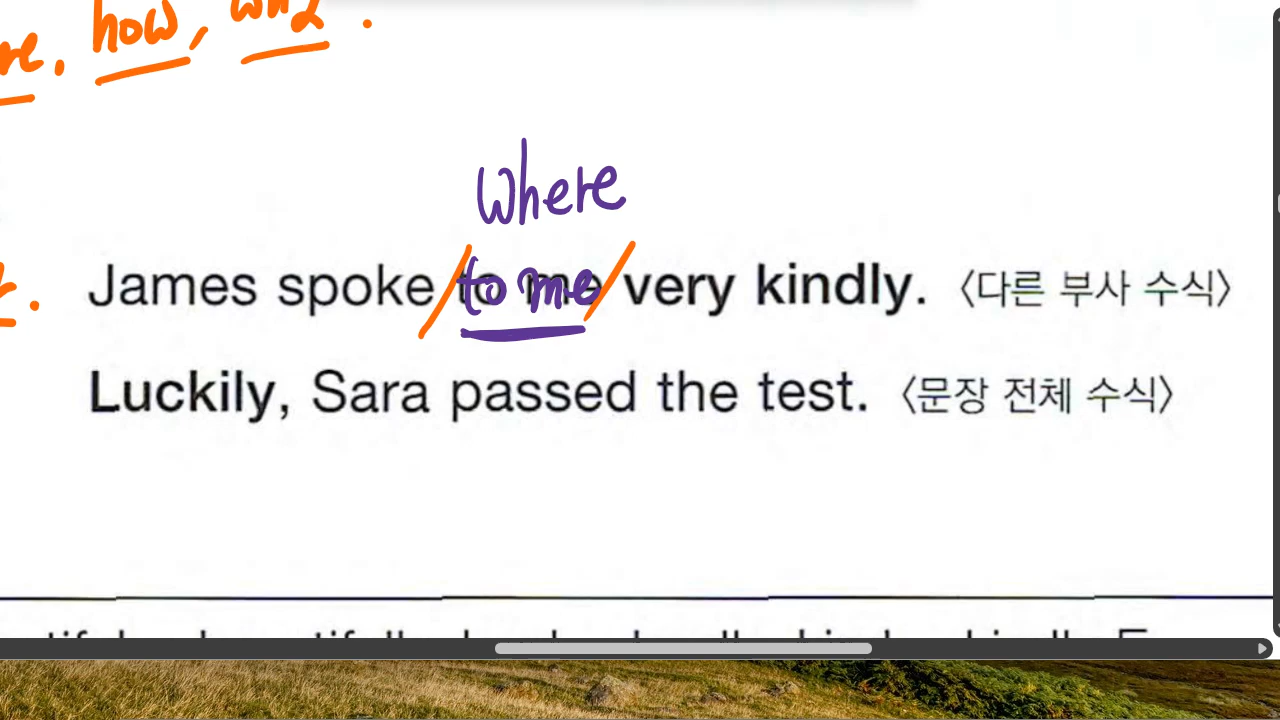 how, why.
where
James spoke / to me / very kindly. 〈다른 부사 수식〉
Luckily, Sara passed the test. 〈문장 전체 수식〉